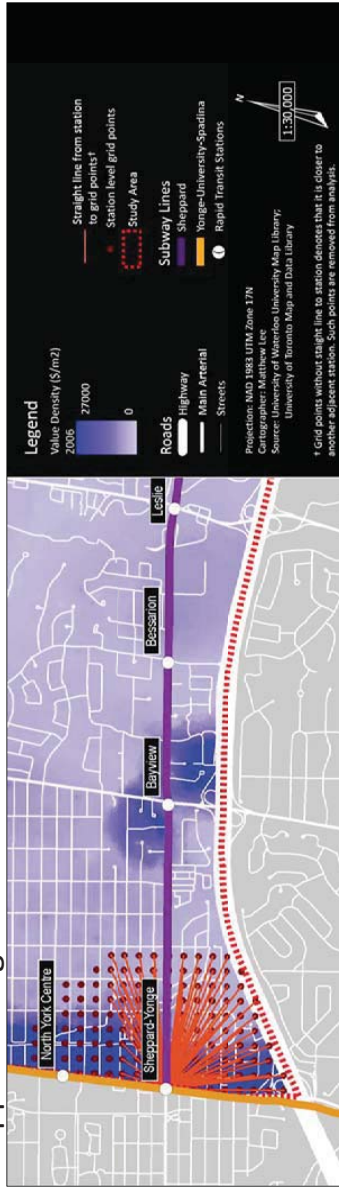 North York Centre
Sheppard-Yonge
Bayview
Bessarion
Leslie
Legend
Value Density ($/m2)
2006
27000
0
Straight line from station
to grid points†
Station level grid points
Study Area
Roads
Highway
Main Arterial
Streets
Subway Lines
Sheppard
Yonge-University-Spadina
Rapid Transit Stations
Projection: NAD 1983 UTM Zone 17N
Cartographer: Matthew Lee
Source: University of Waterloo University Map Library;
University of Toronto Map and Data Library
N
1:30,000
† Grid points without staight line to station denotes that it is closer to
another adjacent station. Such points are removed from analysis.